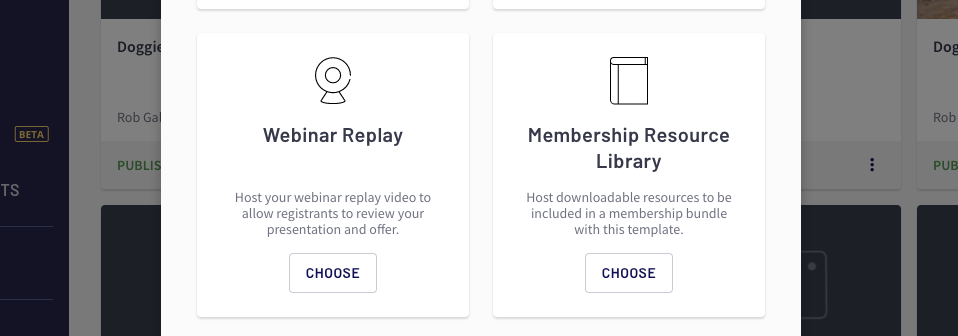 Doggie
Dog
Rob Gal
Rob
BETA
PUBLIS
PUB
TS
Webinar Replay
Host your webinar replay video to
allow registrants to review your
presentation and offer.
CHOOSE
Membership Resource
Library
Host downloadable resources to be
included in a membership bundle
with this template.
CHOOSE